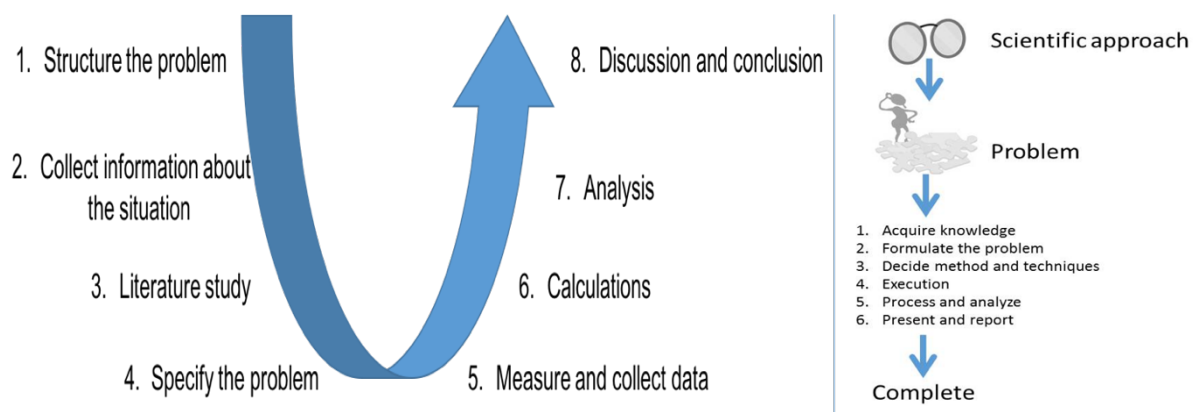 1. Structure the problem
2. Collect information about
the situation
3. Literature study
4. Specify the problem
5. Measure and collect data
6. Calculations
7. Analysis
8. Discussion and conclusion
Scientific approach
Problem
1. Acquire knowledge
2. Formulate the problem
3. Decide method and techniques
4. Execution
5. Process and analyze
6. Present and report
Complete